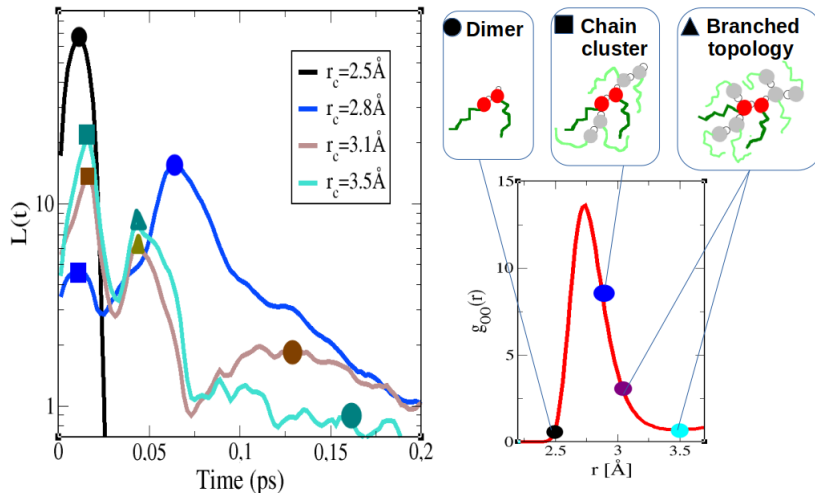 Dimer
Chain
cluster
Branched
topology
r_c=2.5Å
r_c=2.8Å
r_c=3.1Å
r_c=3.5Å
10
1
L(t)
0
0.05
0,1
0,15
0,2
Time (ps)
15
10
5
0
g_OO(r)
2.5
3
3.5
r [Å]